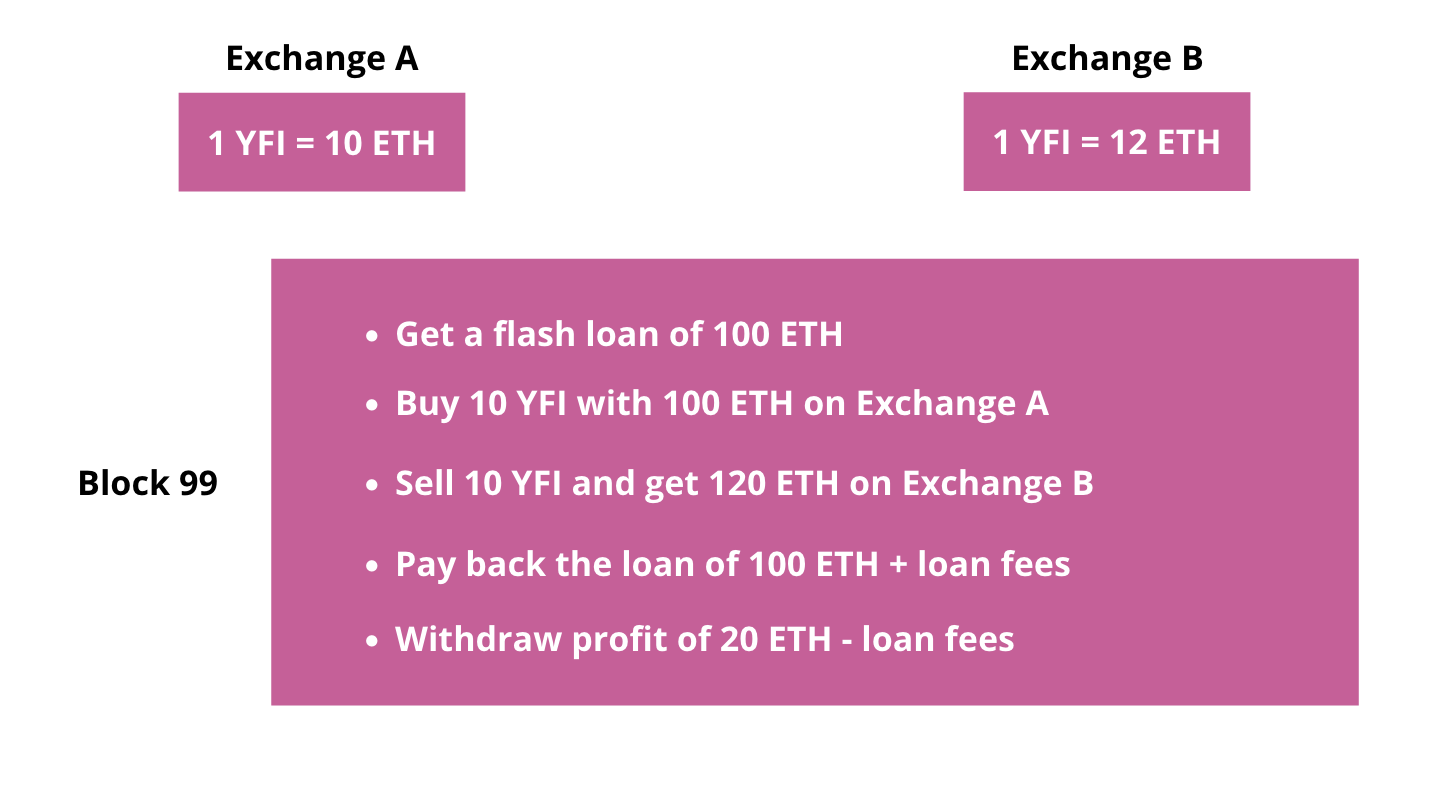 Exchange A
Exchange B
1 YFI = 10 ETH
1 YFI = 12 ETH
Block 99
• Get a flash loan of 100 ETH
• Buy 10 YFI with 100 ETH on Exchange A
• Sell 10 YFI and get 120 ETH on Exchange B
• Pay back the loan of 100 ETH + loan fees
• Withdraw profit of 20 ETH - loan fees